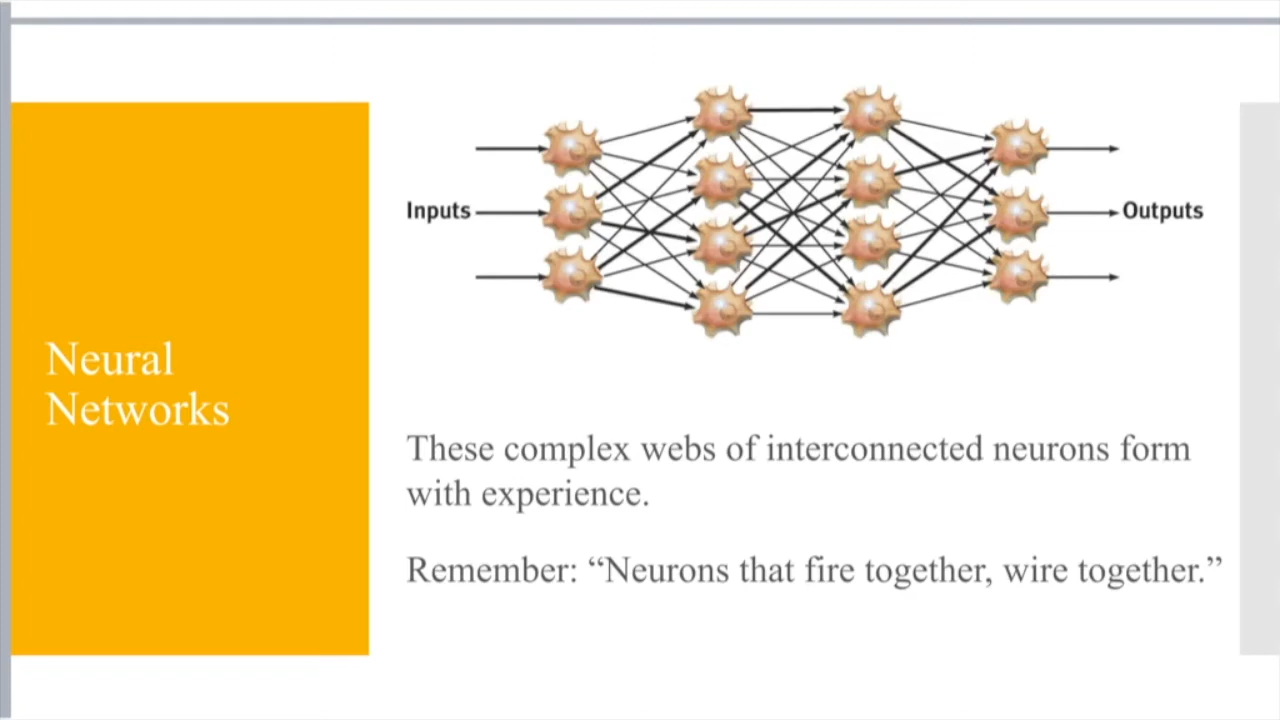 Neural
Networks
Inputs
Outputs
These complex webs of interconnected neurons form
with experience.
Remember: “Neurons that fire together, wire together.”